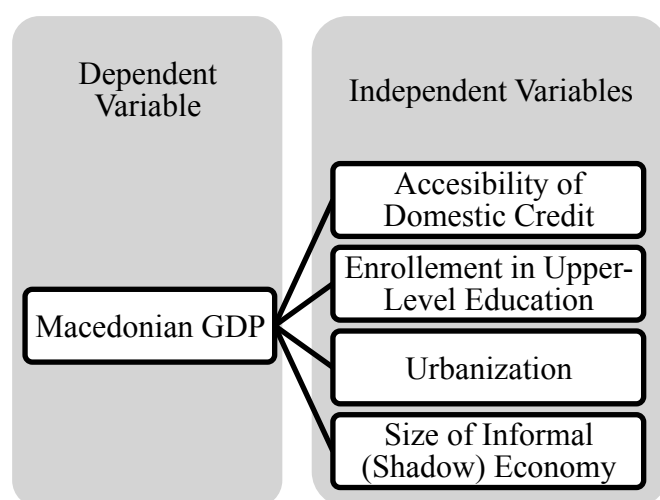 Dependent
Variable
Independent Variables
Macedonian GDP
Accesibility of
Domestic Credit
Enrollement in Upper-
Level Education
Urbanization
Size of Informal
(Shadow) Economy